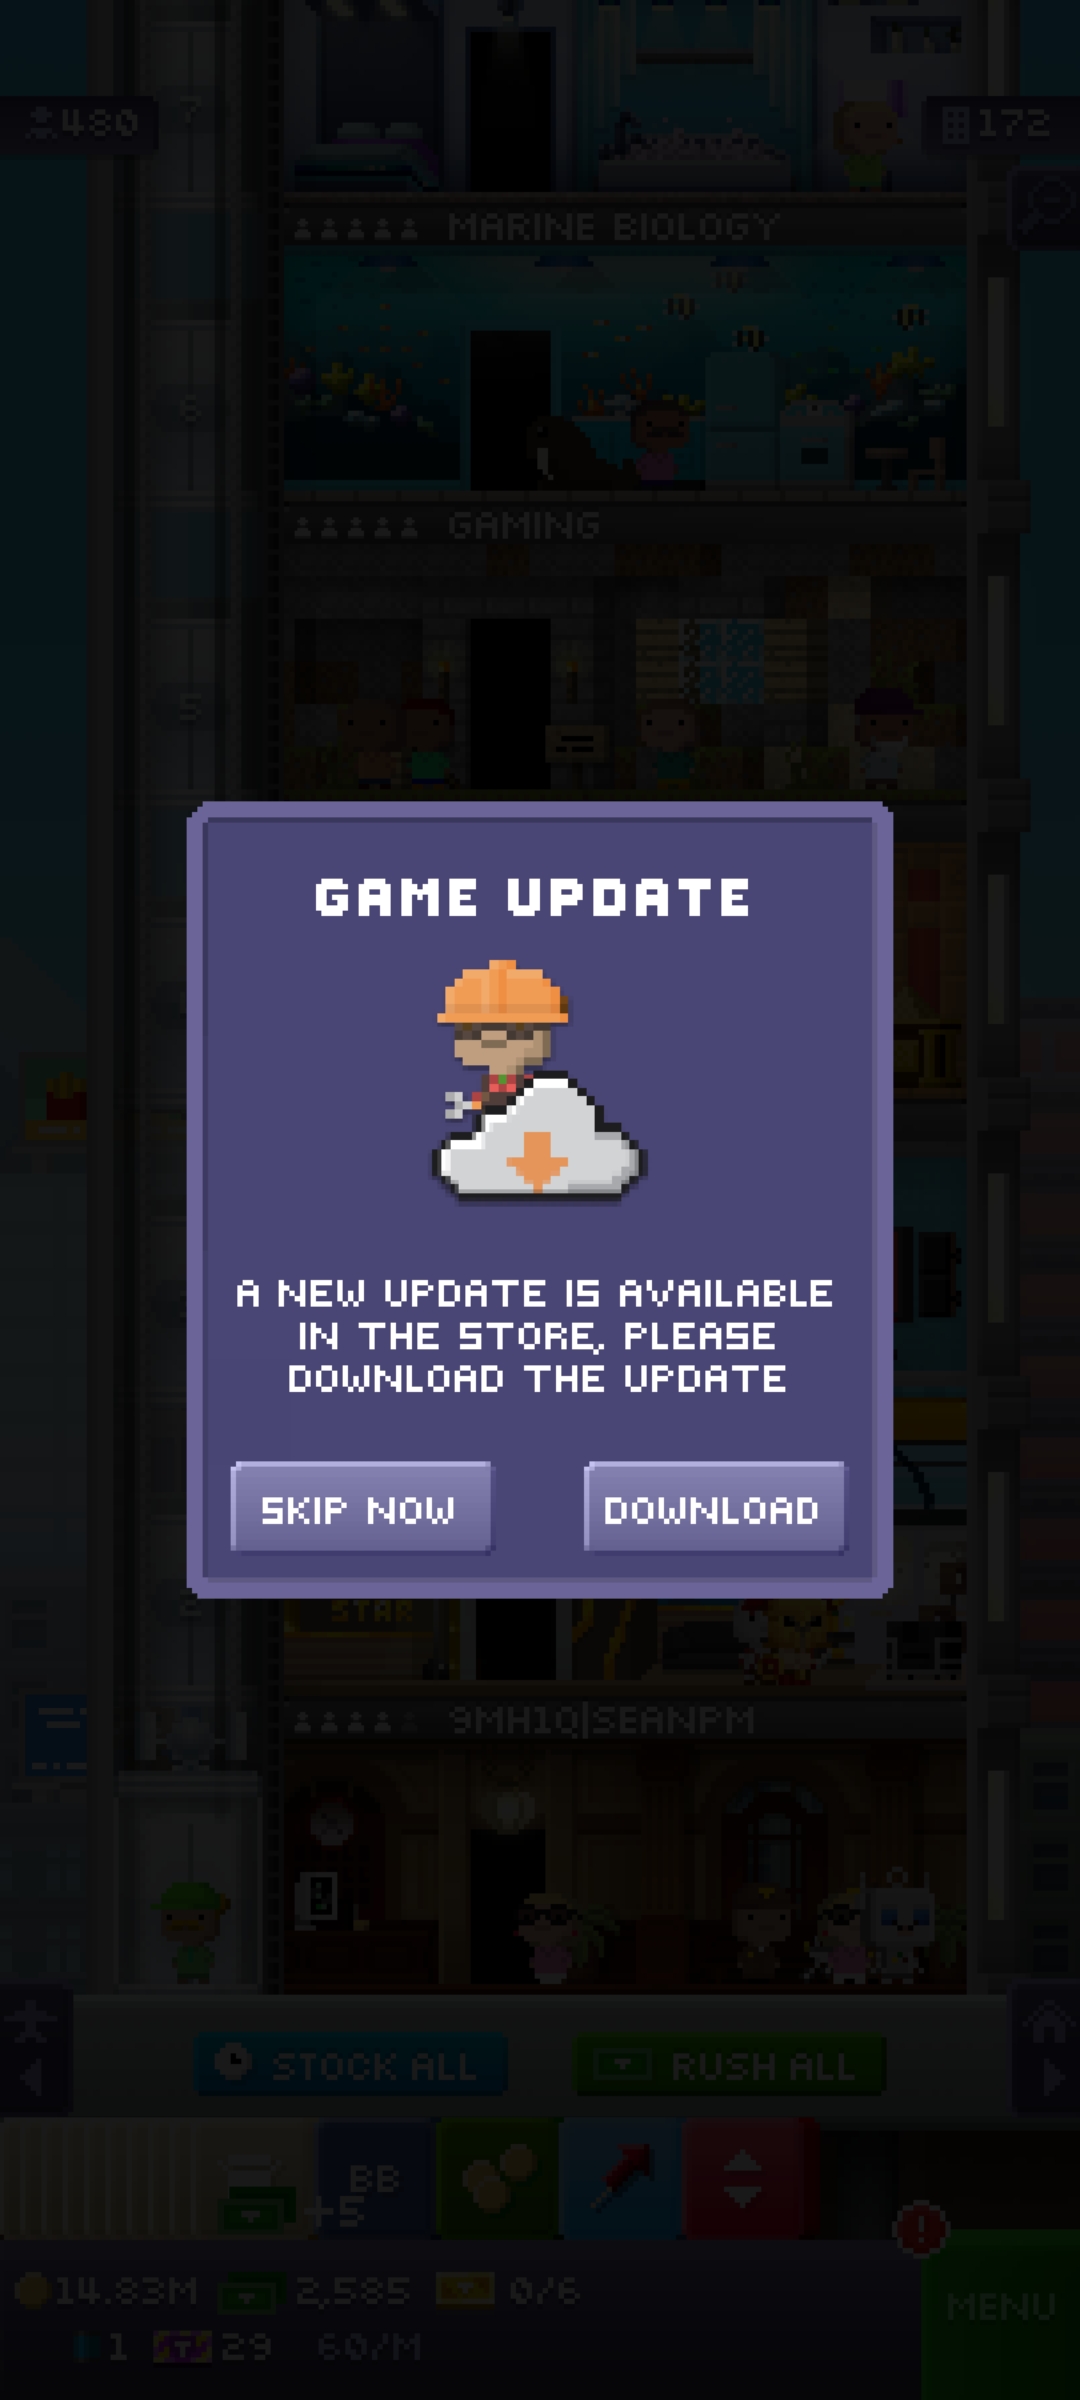 480
172
MARINE BIOLOGY
6
GAMING
5
GAME UPDATE
A NEW UPDATE IS AVAILABLE
IN THE STORE, PLEASE
DOWNLOAD THE UPDATE
SKIP NOW
DOWNLOAD
STAR
9MH1Q|SEANPM
STOCK ALL
RUSH ALL
+5
BB
14.83M
2,585
0/6
1
29
60/M
MENU